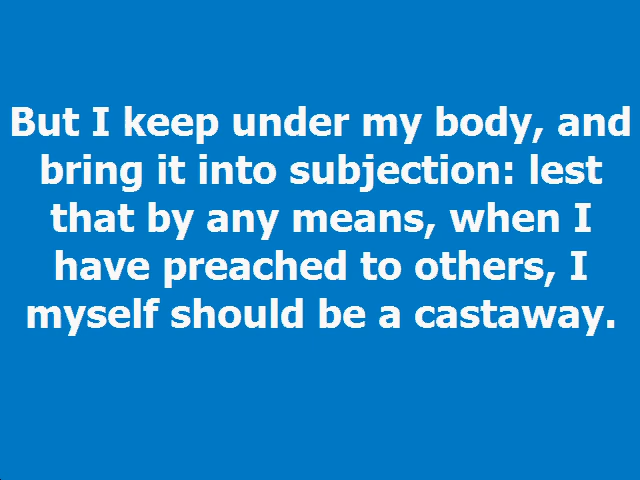 But I keep under my body, and
bring it into subjection: lest
that by any means, when I
have preached to others, I
myself should be a castaway.